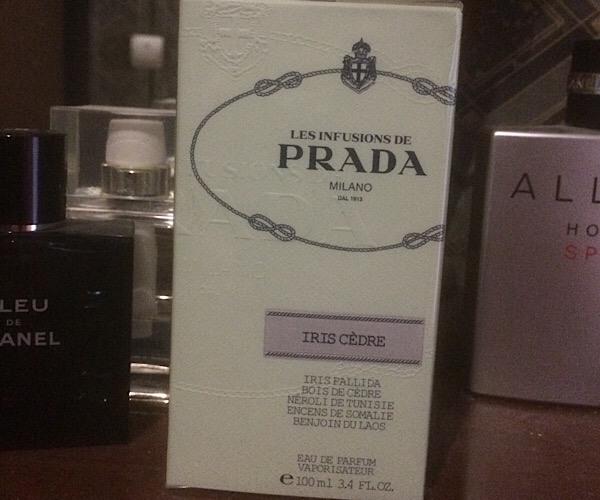 LES INFUSIONS DE
PRADA
MILANO
DAL 1913
IRIS CÈDRE
IRIS PALLIDA
BOIS DE CÈDRE
NÉROLI DE TUNISIE
ENCENS DE SOMALIE
BENJOIN DU LAOS
EAU DE PARFUM
VAPORISATEUR
e 100 ml 3.4 FL.OZ.
LEU
DE
ANEL
ALL
HO
SP